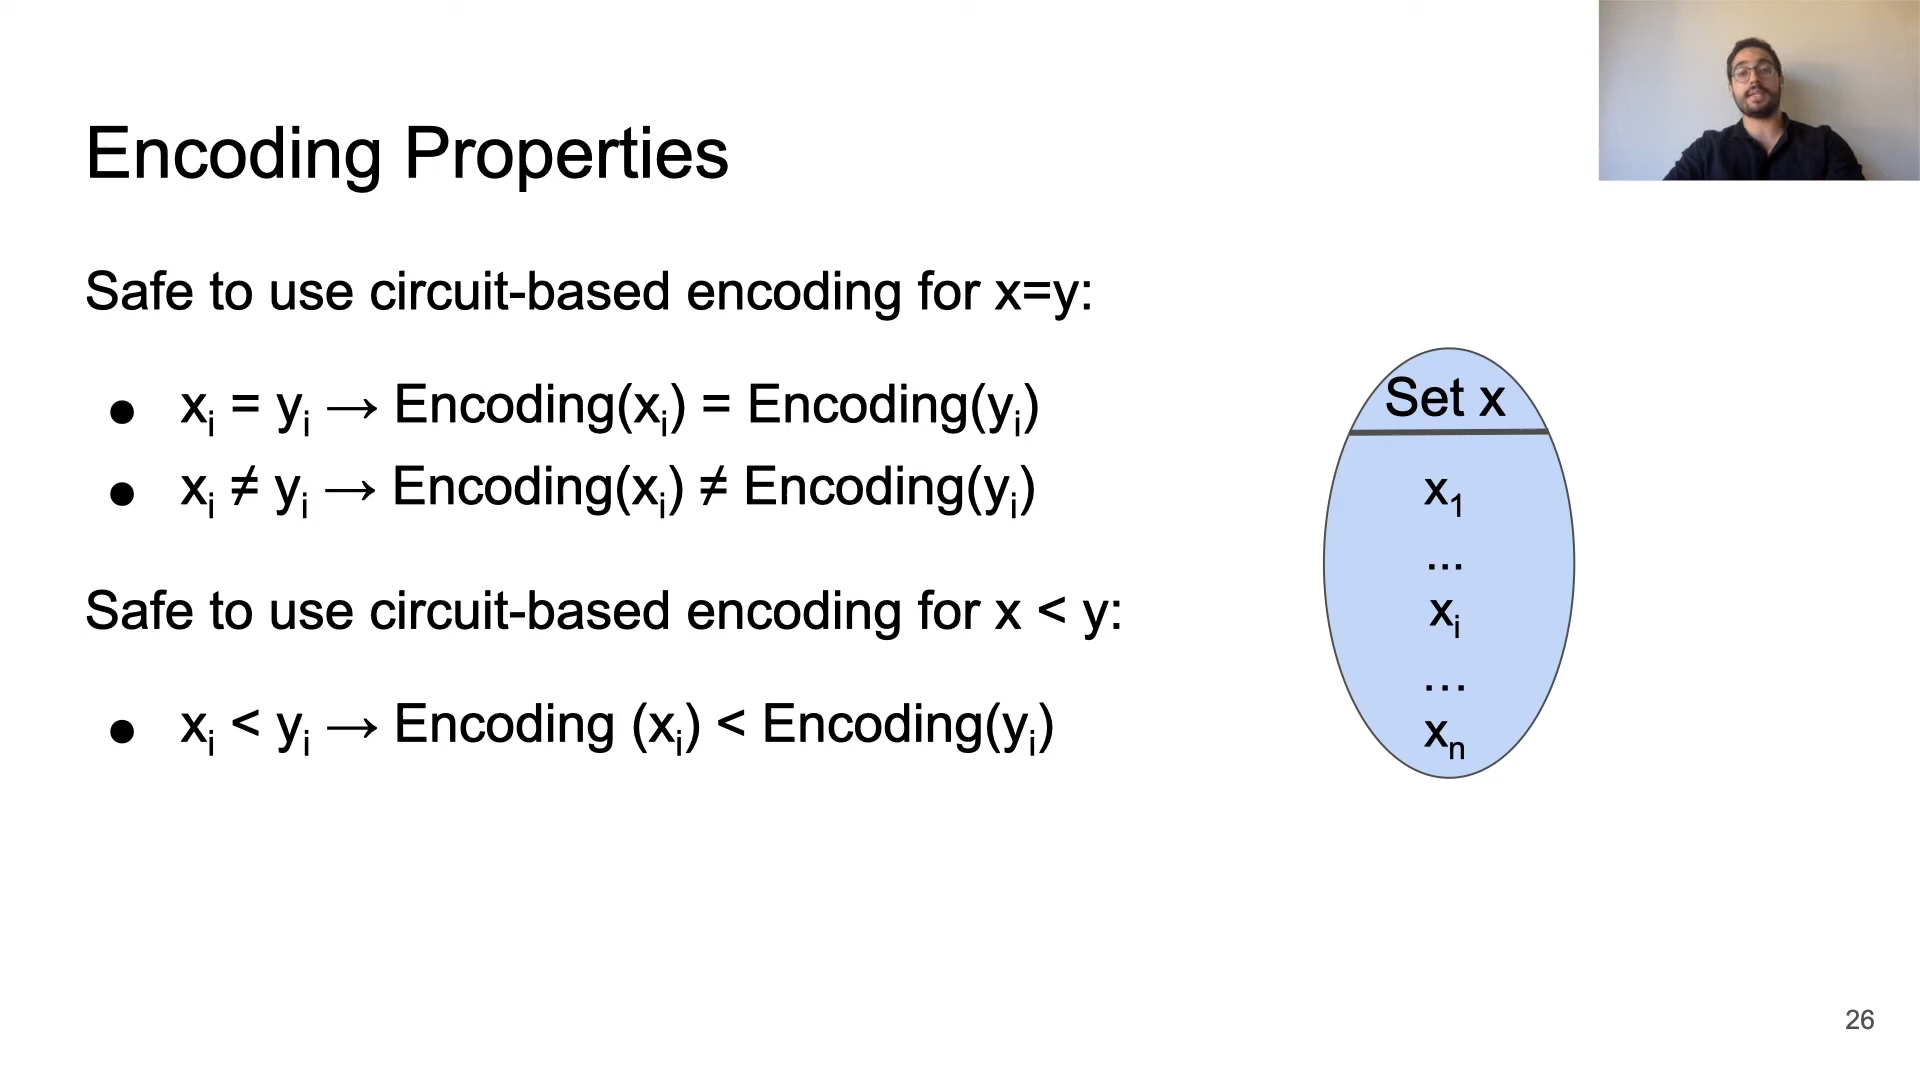 Encoding Properties
Safe to use circuit-based encoding for x=y:
● xᵢ = yᵢ → Encoding(xᵢ) = Encoding(yᵢ)
● xᵢ ≠ yᵢ → Encoding(xᵢ) ≠ Encoding(yᵢ)
Safe to use circuit-based encoding for x < y:
● xᵢ < yᵢ → Encoding (xᵢ) < Encoding(yᵢ)
Set x
x₁
...
xᵢ
...
xₙ
26